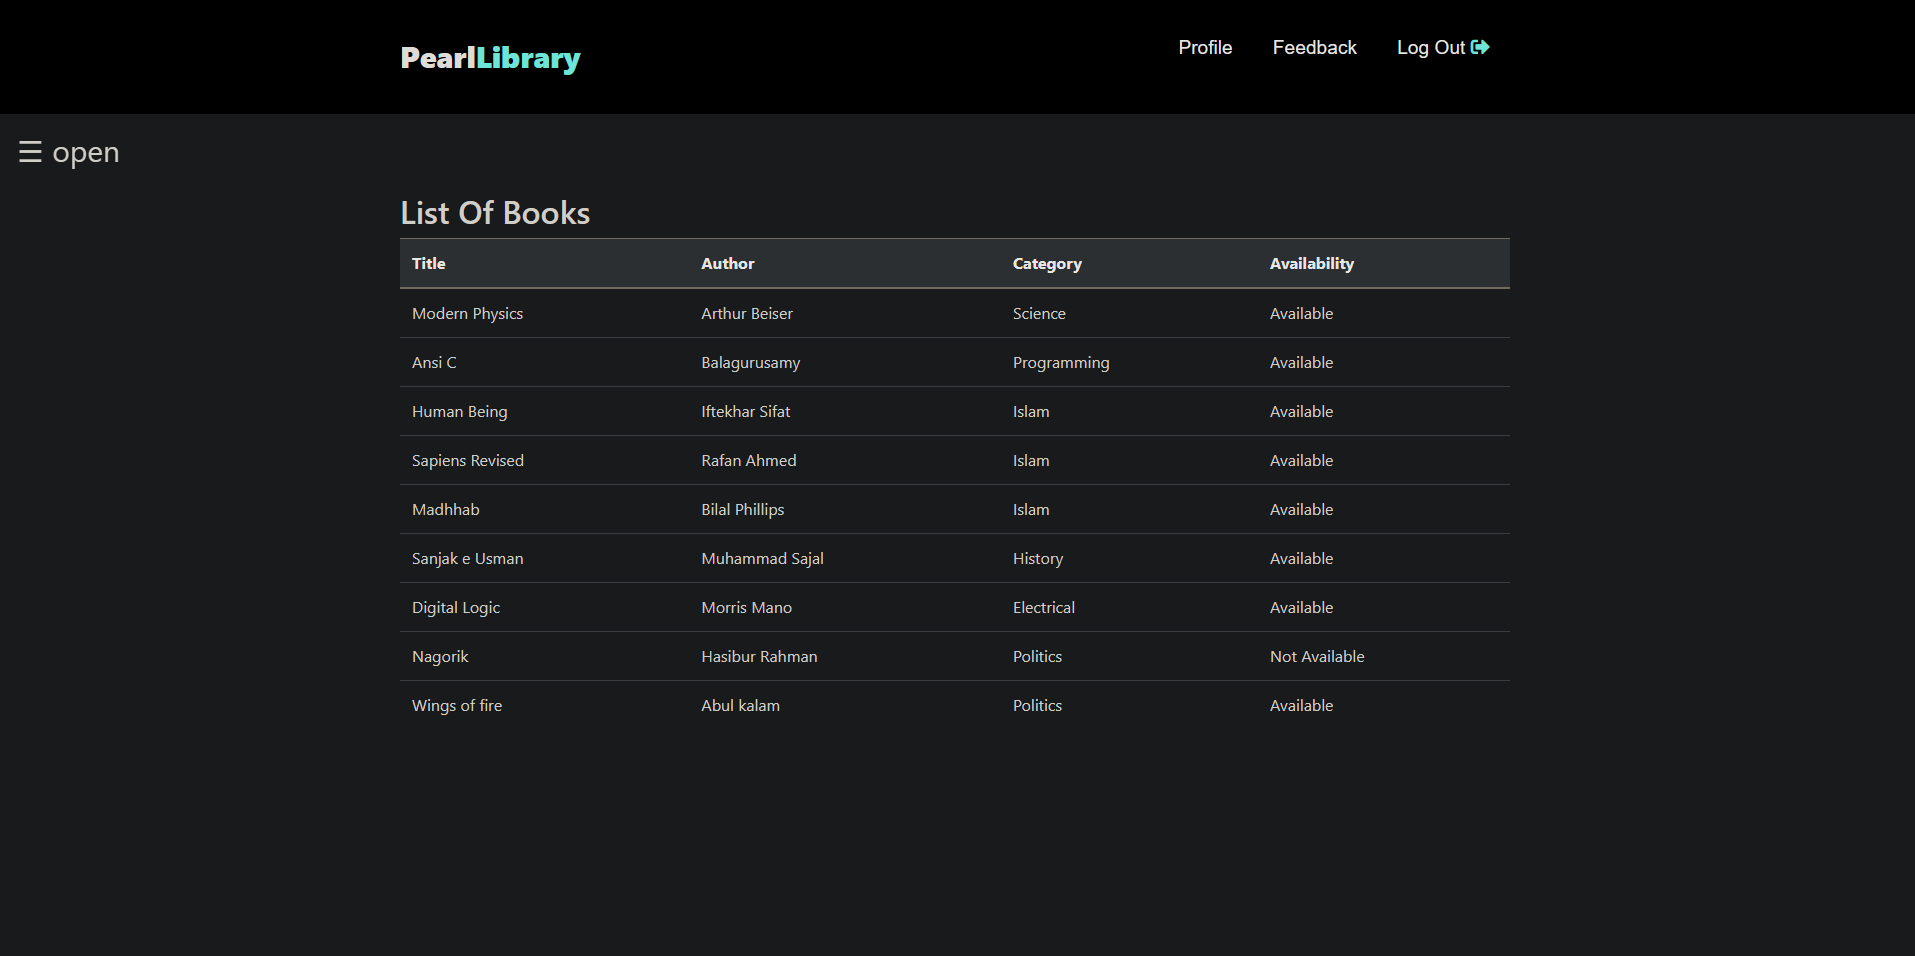 PearlLibrary
Profile Feedback Log Out
☰ open
List Of Books
Title Author Category Availability
Modern Physics Arthur Beiser Science Available
Ansi C Balagurusamy Programming Available
Human Being Iftekhar Sifat Islam Available
Sapiens Revised Rafan Ahmed Islam Available
Madhhab Bilal Phillips Islam Available
Sanjak e Usman Muhammad Sajal History Available
Digital Logic Morris Mano Electrical Available
Nagorik Hasibur Rahman Politics Not Available
Wings of fire Abul kalam Politics Available